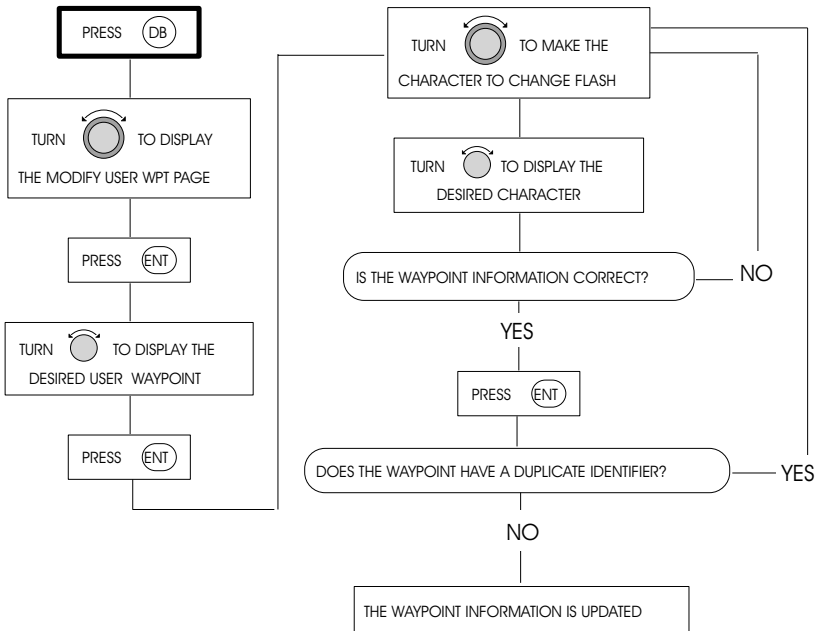 PRESS DB
TURN TO DISPLAY
THE MODIFY USER WPT PAGE
PRESS ENT
TURN TO DISPLAY THE
DESIRED USER WAYPOINT
PRESS ENT
TURN TO MAKE THE
CHARACTER TO CHANGE FLASH
TURN TO DISPLAY THE
DESIRED CHARACTER
IS THE WAYPOINT INFORMATION CORRECT?
NO
YES
PRESS ENT
DOES THE WAYPOINT HAVE A DUPLICATE IDENTIFIER?
YES
NO
THE WAYPOINT INFORMATION IS UPDATED